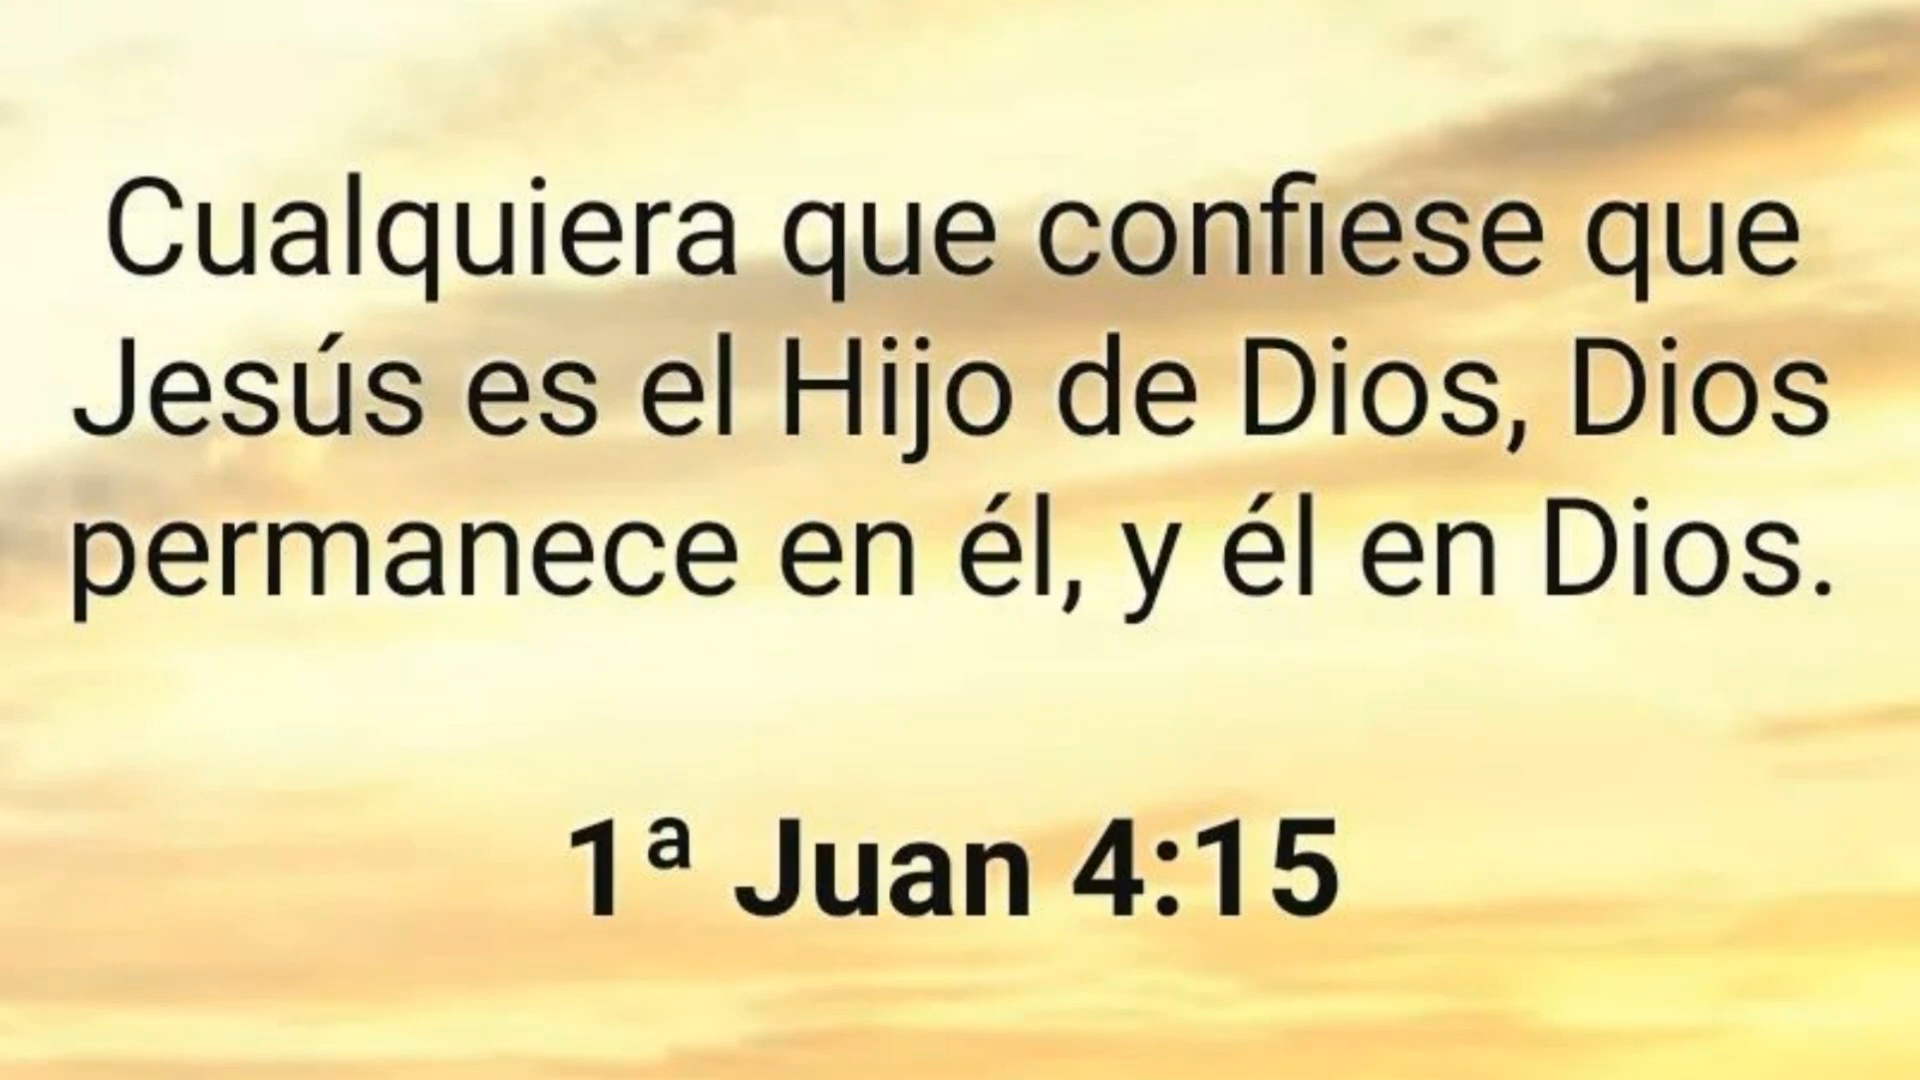 Cualquiera que confiese que
Jesús es el Hijo de Dios, Dios
permanece en él, y él en Dios.
1ª Juan 4:15